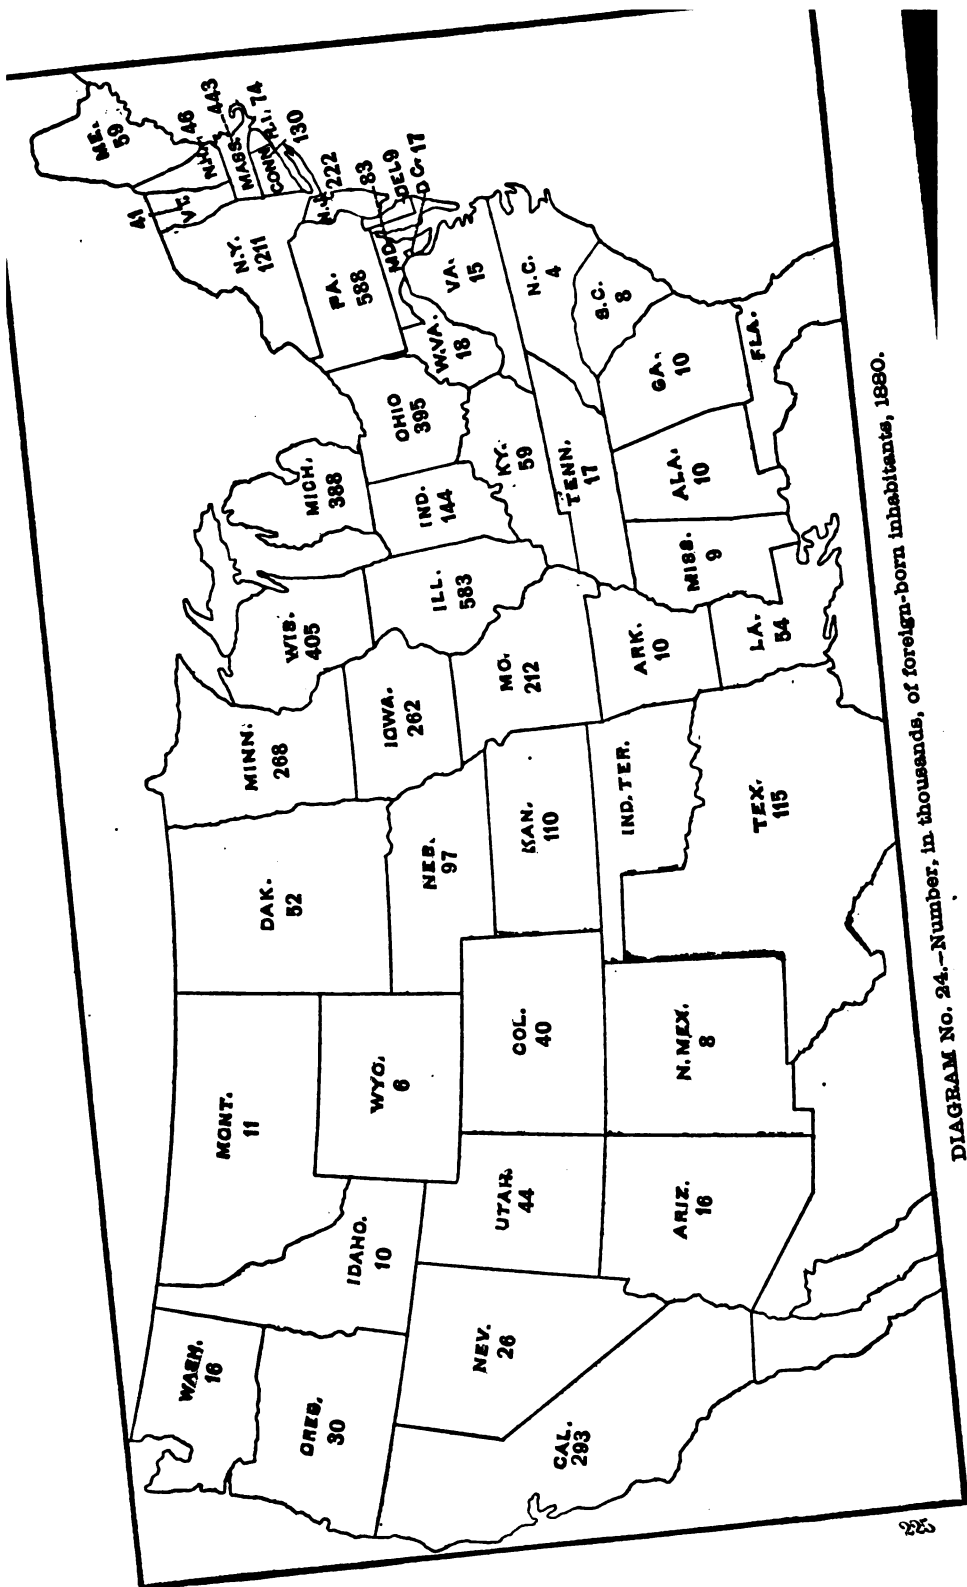 WASH.
16
MONT.
11
DAK.
52
MINN.
268
WIS.
405
MICH.
388
N.Y.
1211
41
VT.
ME.
59
N.H.
46
MASS.
443
R.I.
74
CONN.
130
OREG.
30
IDAHO.
10
WYO.
6
NEB.
97
IOWA.
262
ILL.
583
IND.
144
OHIO
395
PA.
588
N.J.
222
MD.
83
DEL 9
D.C. 17
CAL.
293
NEV.
26
UTAH.
44
COL.
40
KAN.
110
MO.
212
KY.
59
W.VA.
18
VA.
15
ARIZ.
16
N.MEX.
8
IND. TER.
ARK.
10
TENN.
17
N.C.
4
S.C.
8
TEX.
115
LA.
54
MISS.
9
ALA.
10
GA.
10
FLA.
DIAGRAM No. 24.—Number, in thousands, of foreign-born inhabitants, 1880.
225